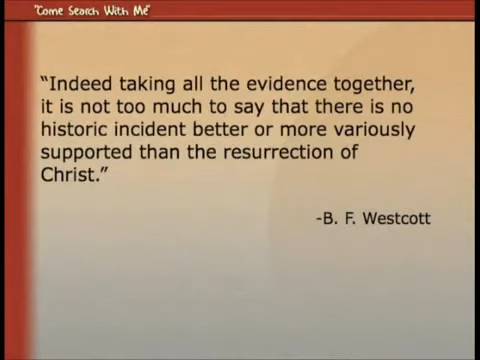 "Come Search With Me"
“Indeed taking all the evidence together,
it is not too much to say that there is no
historic incident better or more variously
supported than the resurrection of
Christ.”
-B. F. Westcott